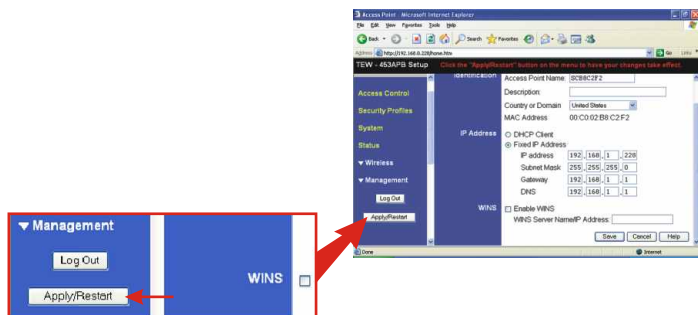 Access Point - Microsoft Internet Explorer
File Edit View Favorites Tools Help
Back Search Favorites
Address http://192.168.0.228/home.htm Go Links
TEW - 453APB Setup Click the "Apply/Restart" button on the menu to have your changes take effect.
Identification Access Point Name: SCB8C2F2
Description:
Country or Domain United States
MAC Address 00:C0:02:B8:C2:F2
Access Control
Security Profiles
System
Status
Wireless
Management
Log Out
Apply/Restart
IP Address DHCP Client
Fixed IP Address
IP address 192 . 168 . 1 . 228
Subnet Mask 255 . 255 . 255 . 0
Gateway 192 . 168 . 1 . 1
DNS 192 . 168 . 1 . 1
WINS Enable WINS
WINS Server Name/IP Address:
Save Cancel Help
Done Internet
Management
Log Out
Apply/Restart
WINS